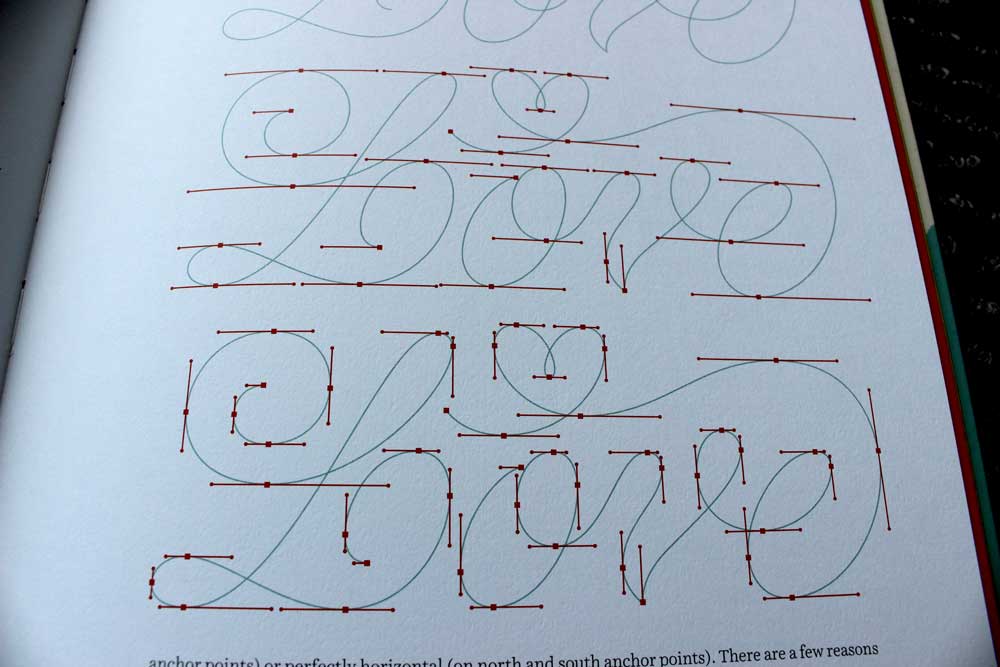 Love
Love
anchor points) or perfectly horizontal (on north and south anchor points). There are a few reasons